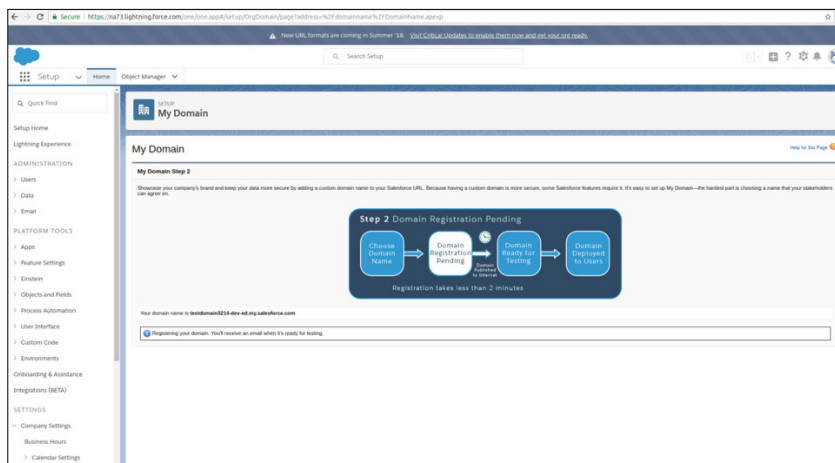 Secure | https://na73.lightning.force.com/one/one.app#/setup/OrgDomain/page?address=%2Fdomainname%2FDomainName.apexp
New URL formats are coming in Summer '18. Visit Critical Updates to enable them now and get your org ready.
Search Setup
Setup Home Object Manager
Quick Find
SETUP
My Domain
Setup Home
Lightning Experience
ADMINISTRATION
Users
Data
Email
PLATFORM TOOLS
Apps
Feature Settings
Einstein
Objects and Fields
Process Automation
User Interface
Custom Code
Environments
Onboarding & Assistance
Integrations (BETA)
SETTINGS
Company Settings
Business Hours
Calendar Settings
My Domain
Help for this Page
My Domain Step 2
Showcase your company's brand and keep your data more secure by adding a custom domain name to your Salesforce URL. Because having a custom domain is more secure, some Salesforce features require it. It's easy to set up My Domain—the hardest part is choosing a name that your stakeholders
can agree on.
Step 2 Domain Registration Pending
Choose
Domain
Name
Domain
Registration
Pending
Domain
Published
to Internet
Domain
Ready for
Testing
Domain
Deployed
to Users
Registration takes less than 2 minutes
Your domain name is testdomain3214-dev-ed.my.salesforce.com
Registering your domain. You'll receive an email when it's ready for testing.